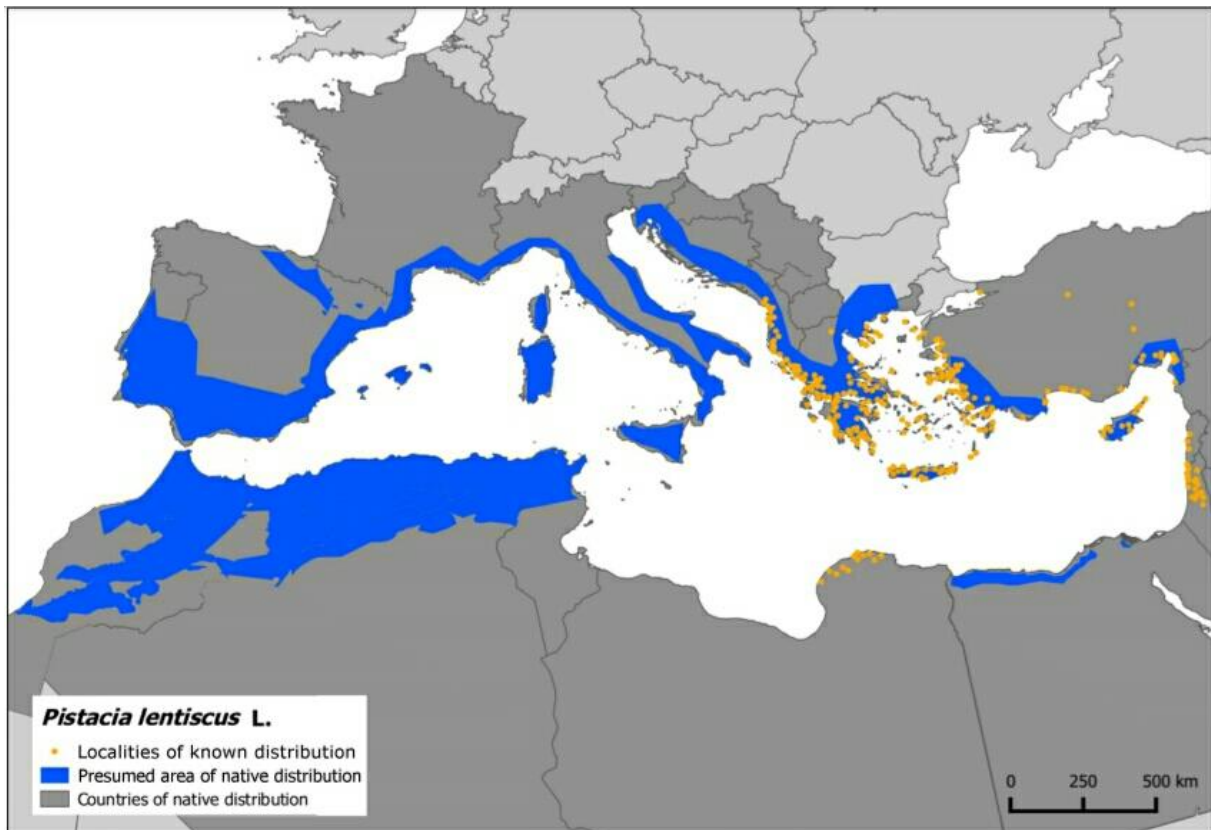 Pistacia lentiscus L.
Localities of known distribution
Presumed area of native distribution
Countries of native distribution
0 250 500 km